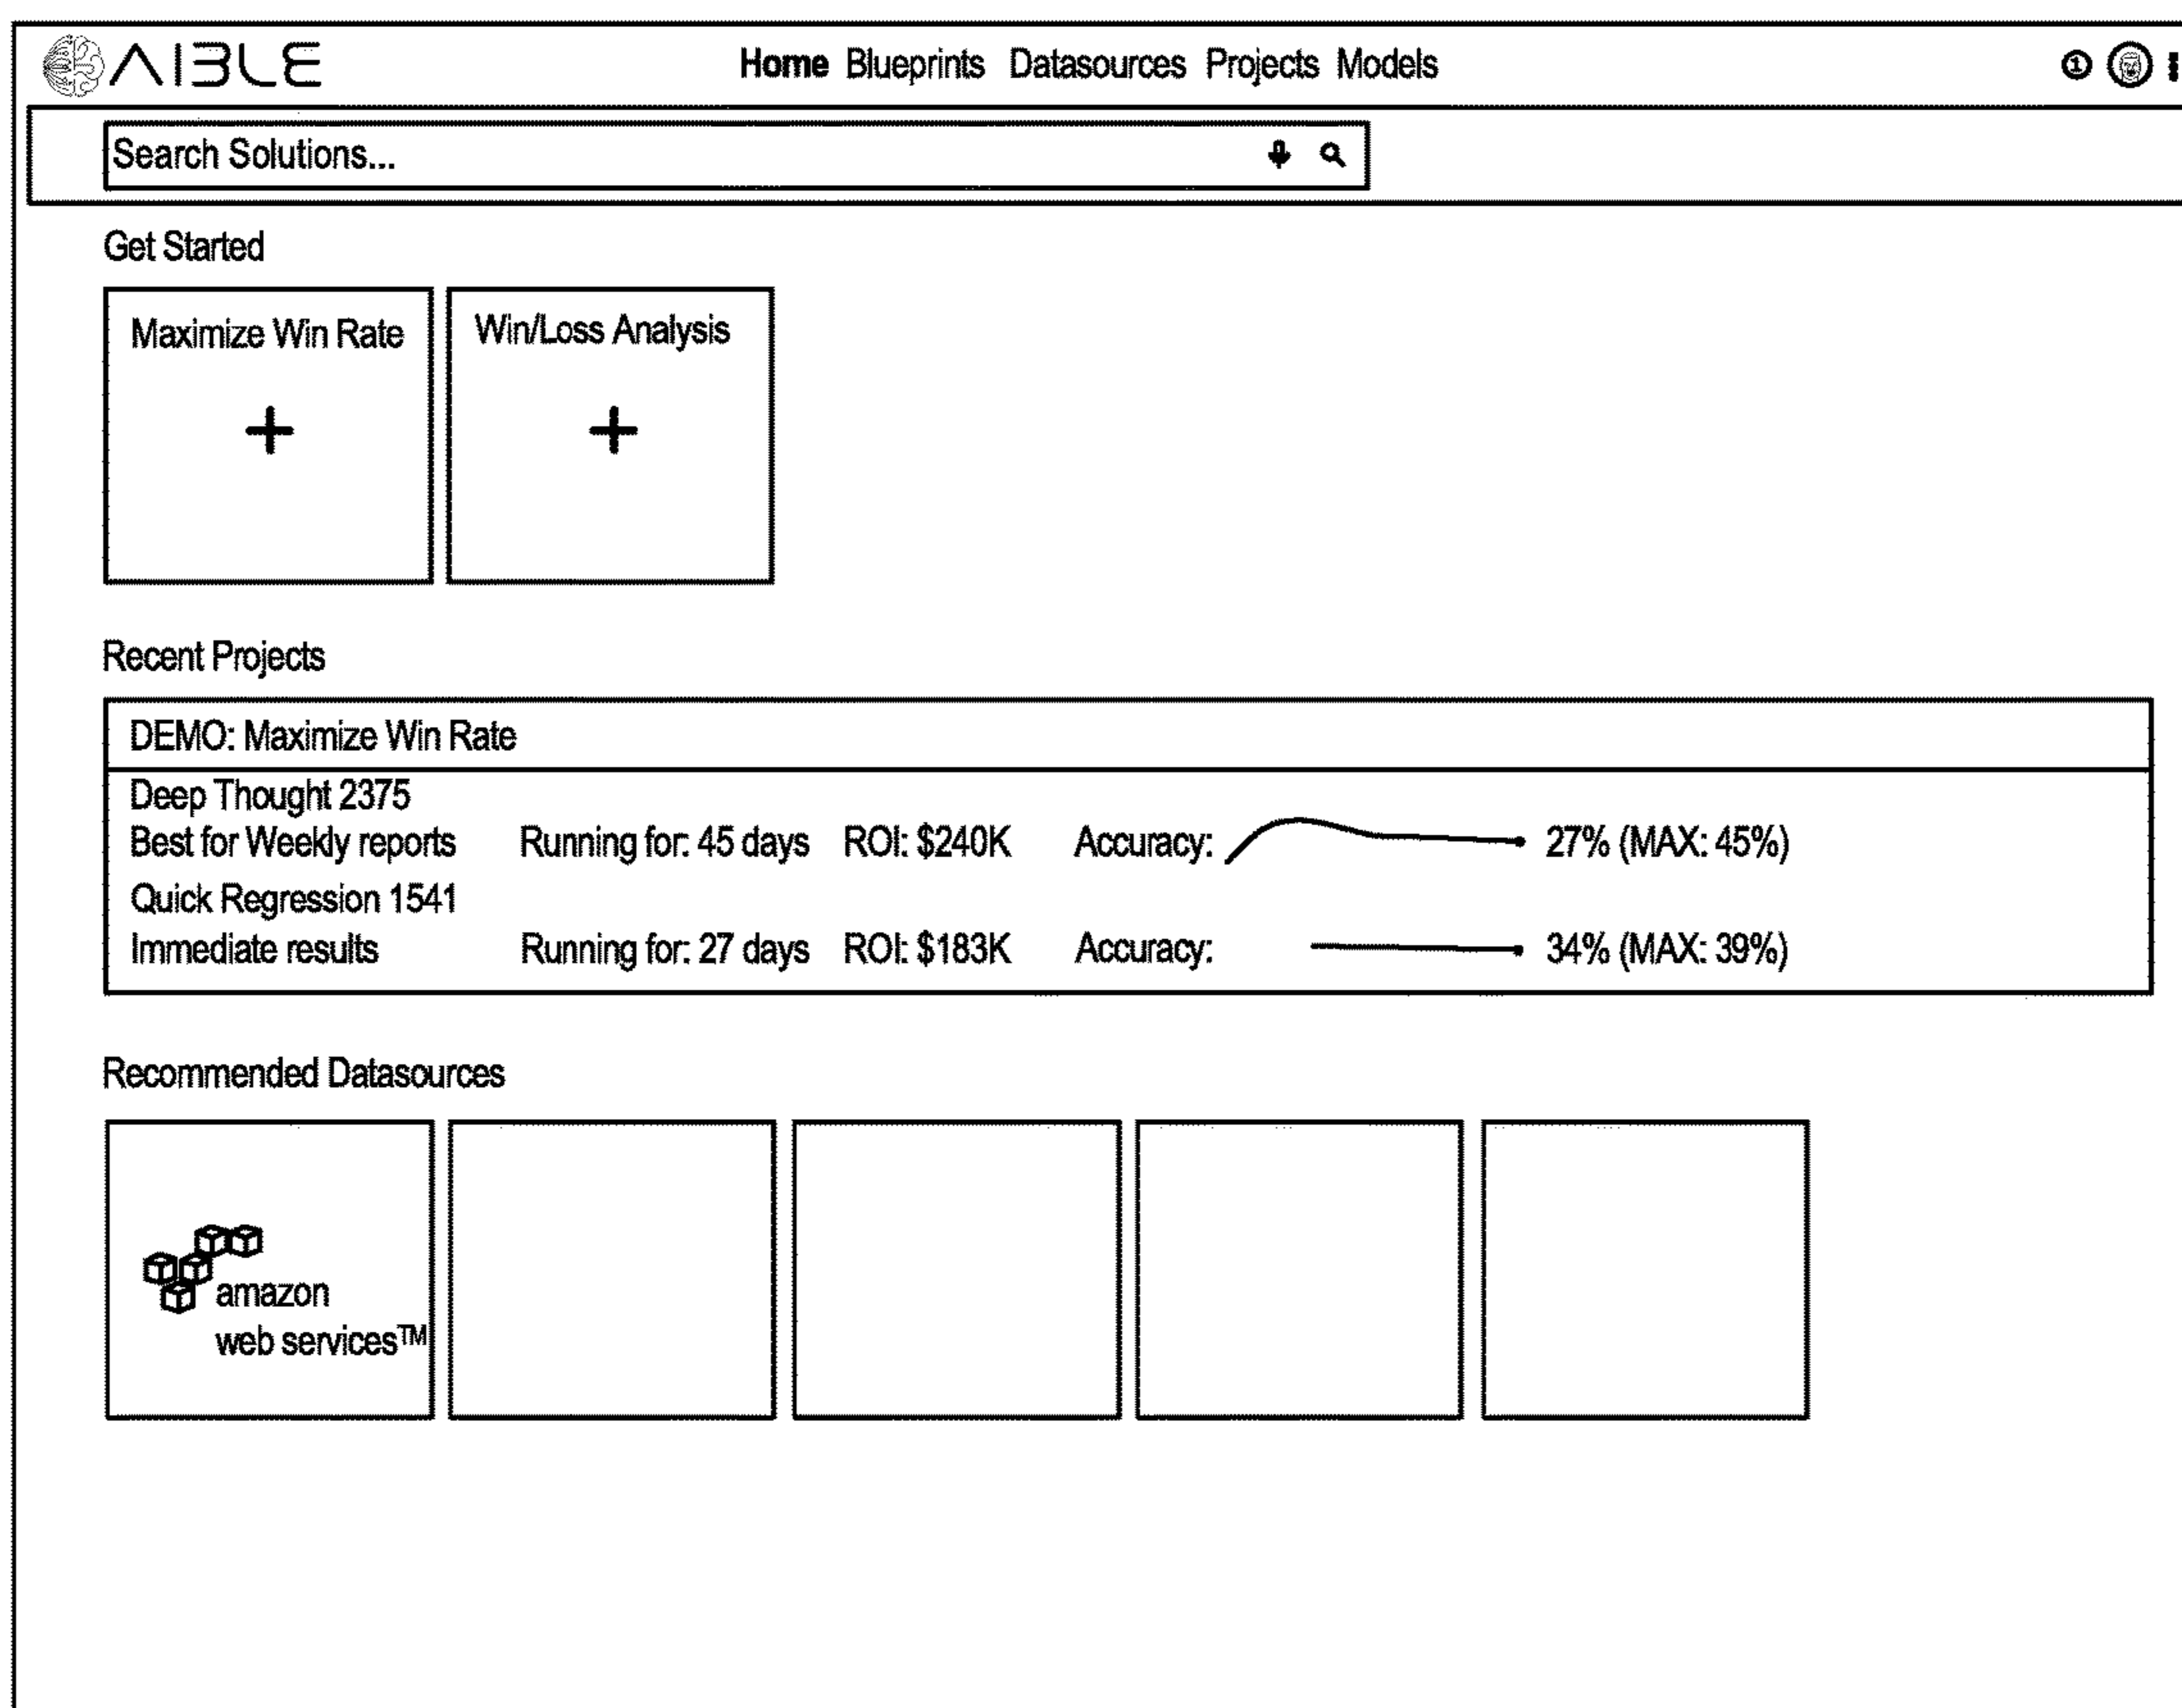 AIBLE
Home Blueprints Datasources Projects Models
1
Search Solutions...
Get Started
Maximize Win Rate
Win/Loss Analysis
Recent Projects
DEMO: Maximize Win Rate
Deep Thought 2375
Best for Weekly reports Running for: 45 days ROI: $240K Accuracy: 27% (MAX: 45%)
Quick Regression 1541
Immediate results Running for: 27 days ROI: $183K Accuracy: 34% (MAX: 39%)
Recommended Datasources
amazon
web services™